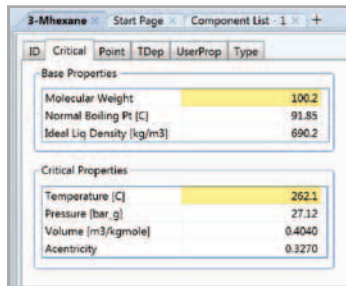 3-Mhexane × Start Page × Component List - 1 × +
ID Critical Point TDep UserProp Type
Base Properties
Molecular Weight 100.2
Normal Boiling Pt [C] 91.85
Ideal Liq Density [kg/m3] 690.2
Critical Properties
Temperature [C] 262.1
Pressure [bar_g] 27.12
Volume [m3/kgmole] 0.4040
Acentricity 0.3270